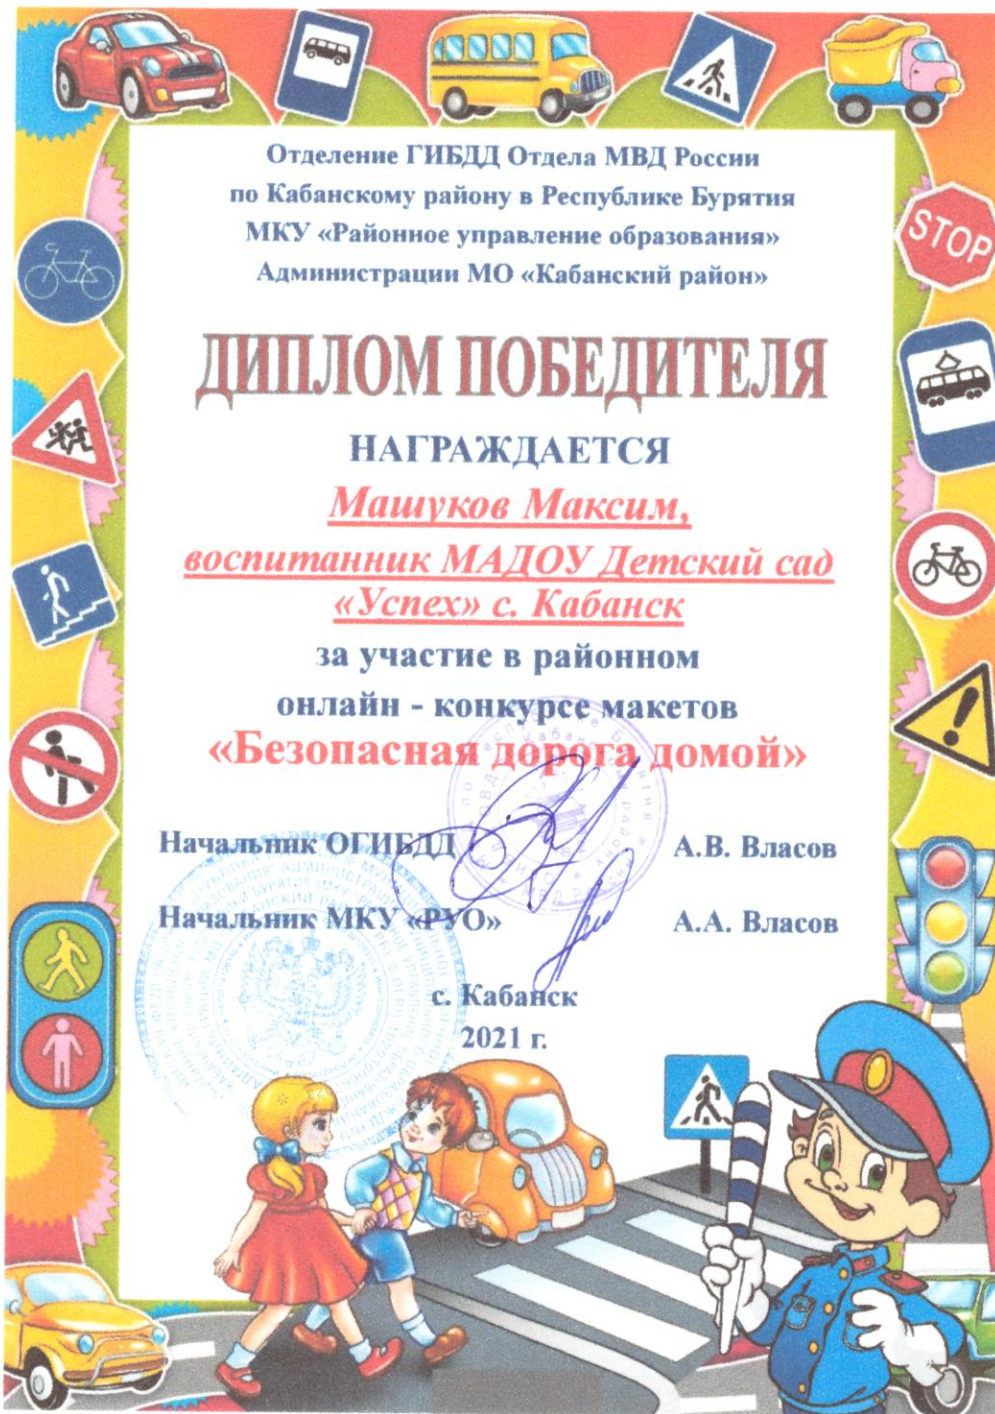 Отделение ГИБДД Отдела МВД России
по Кабанскому району в Республике Бурятия
МКУ «Районное управление образования»
Администрации МО «Кабанский район»
STOP
ДИПЛОМ ПОБЕДИТЕЛЯ
НАГРАЖДАЕТСЯ
Машуков Максим,
воспитанник МАДОУ Детский сад
«Успех» с. Кабанск
за участие в районном
онлайн - конкурсе макетов
«Безопасная дорога домой»
Начальник ОГИБДД А.В. Власов
Начальник МКУ «РУО» А.А. Власов
с. Кабанск
2021 г.